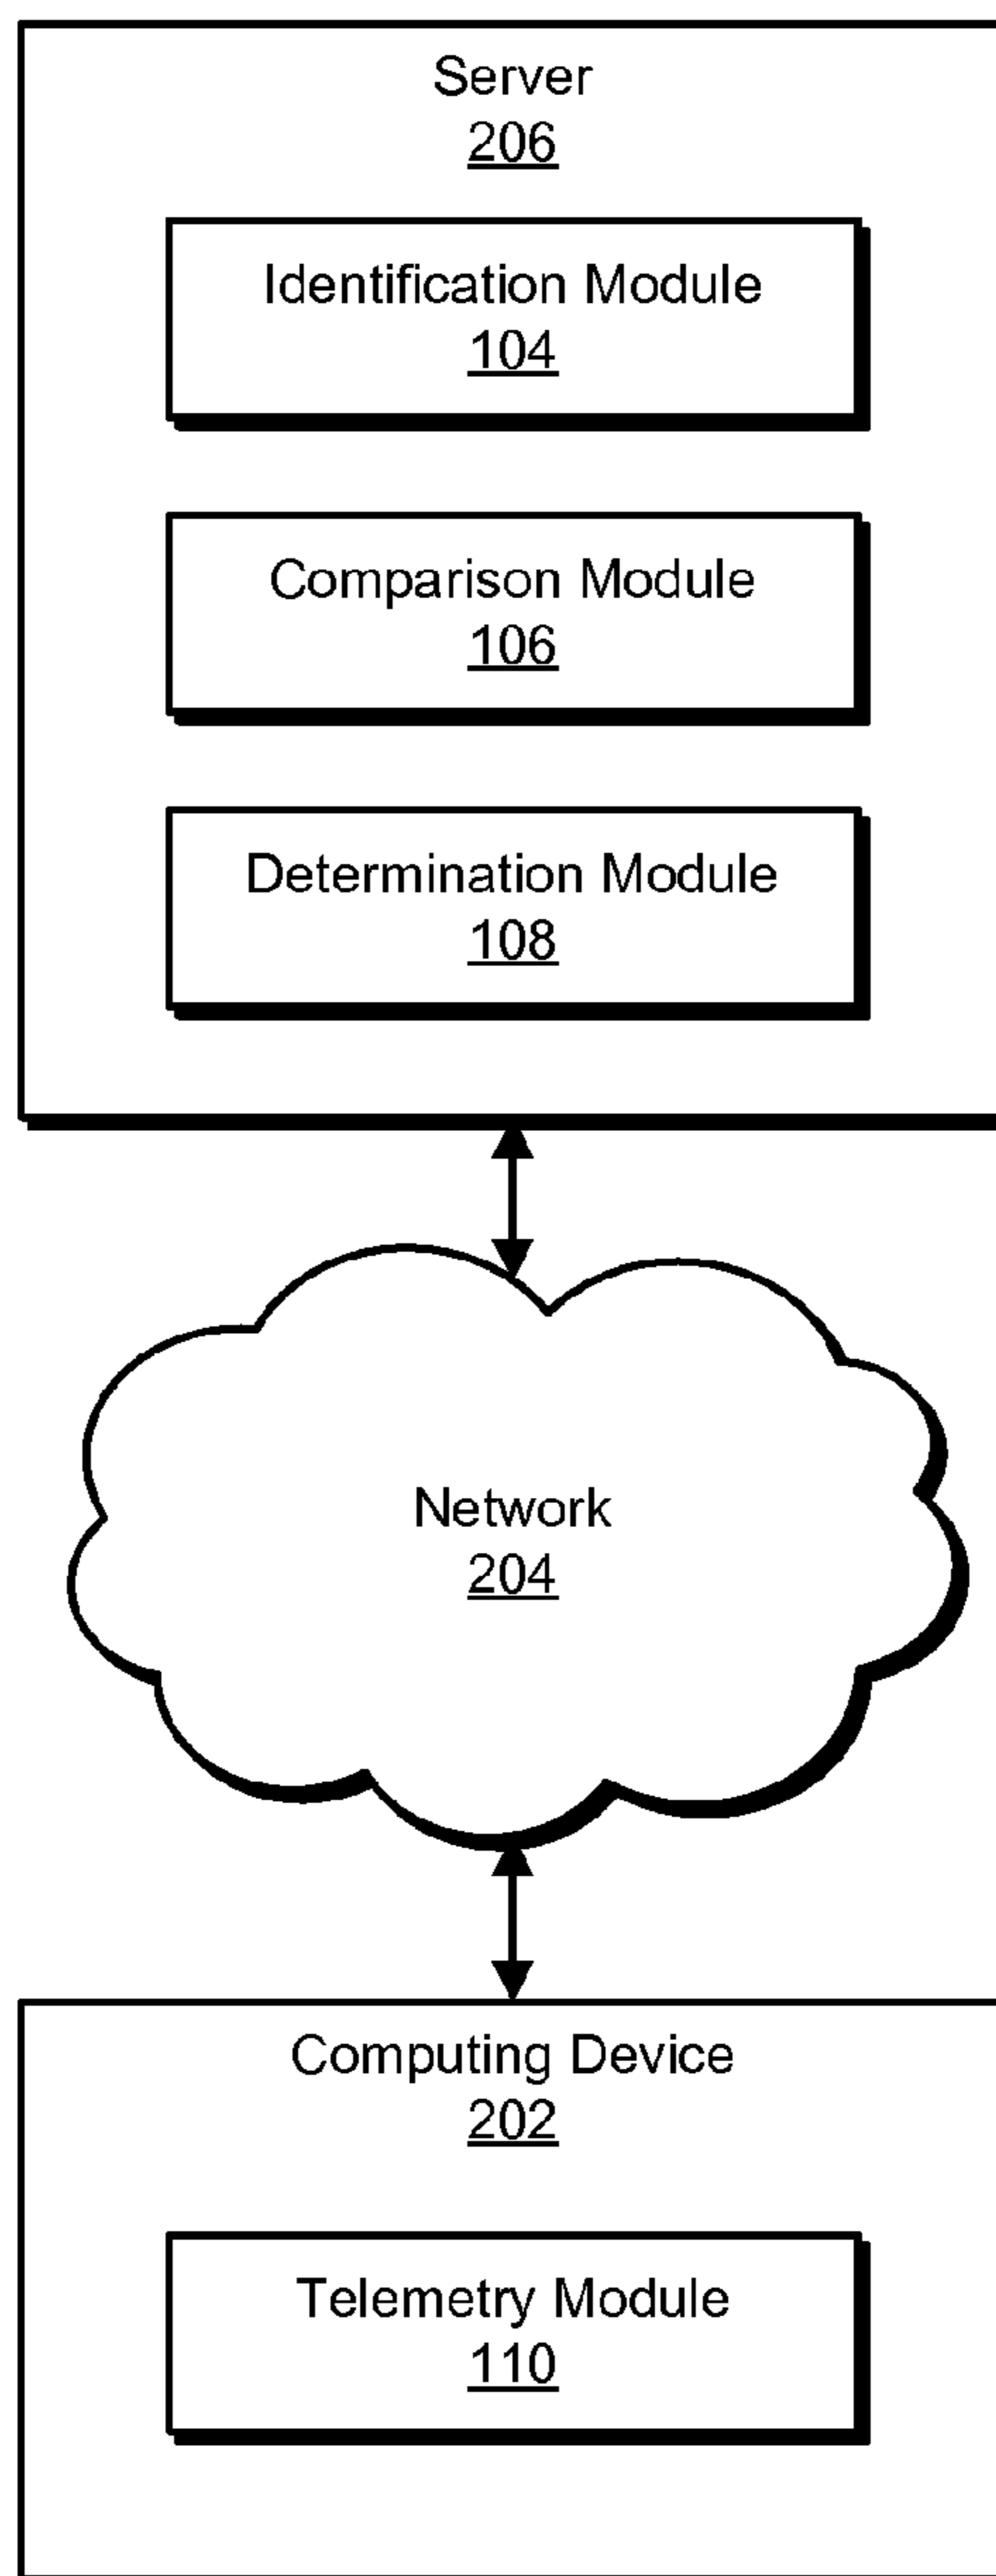 Server
206
Identification Module
104
Comparison Module
106
Determination Module
108
Network
204
Computing Device
202
Telemetry Module
110